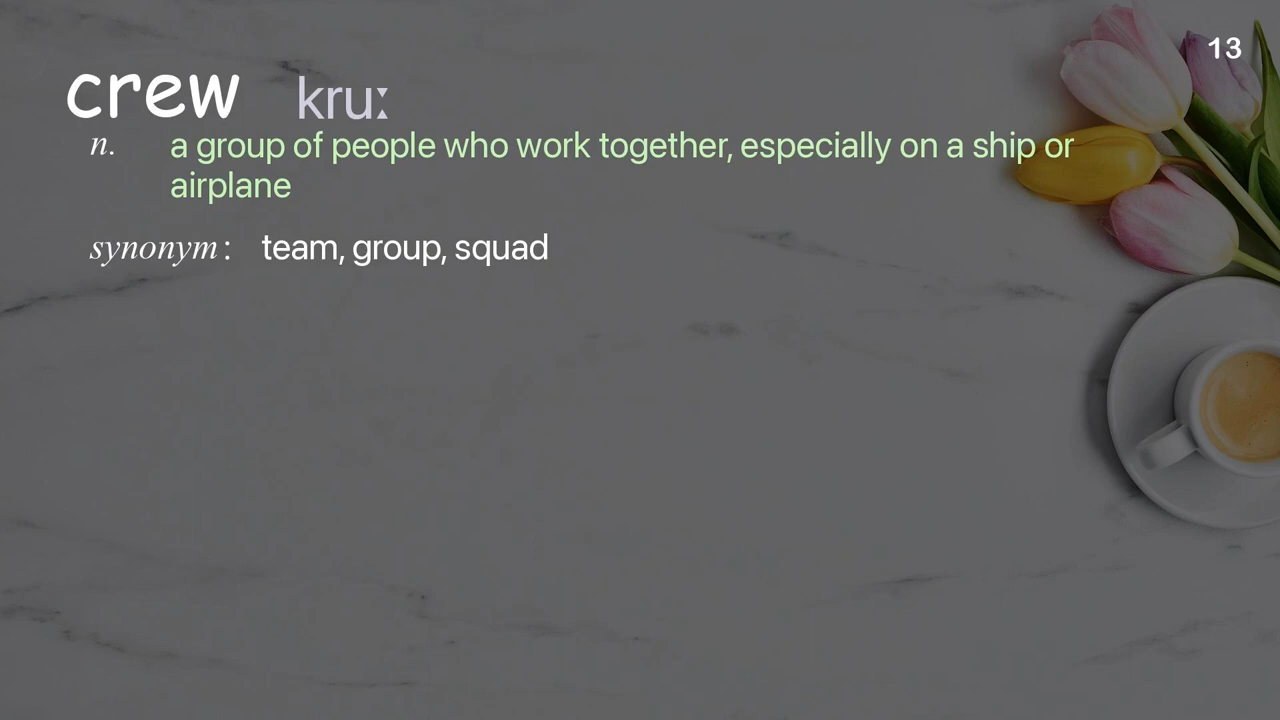 13
crew kruː
n. a group of people who work together, especially on a ship or
airplane
synonym: team, group, squad